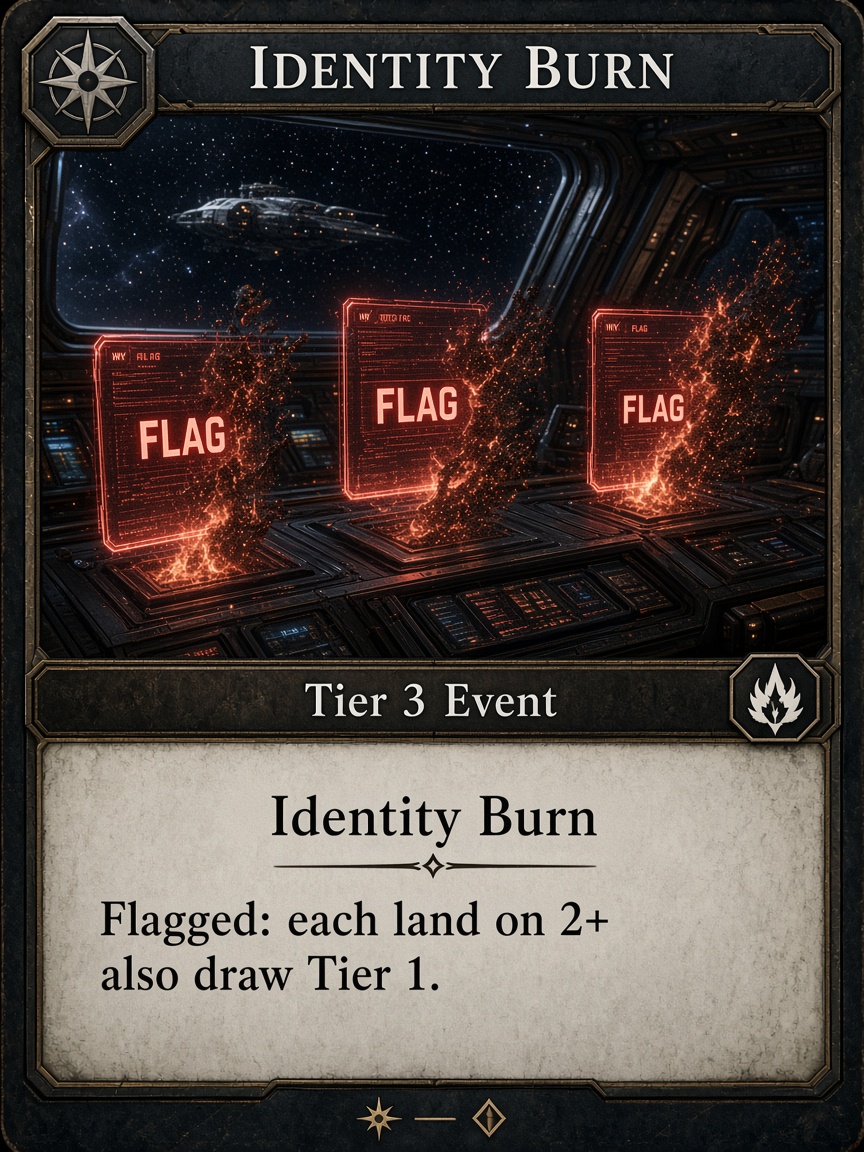 IDENTITY BURN
FLAG
FLAG
FLAG
FLAG
Tier 3 Event
Identity Burn
Flagged: each land on 2+
also draw Tier 1.